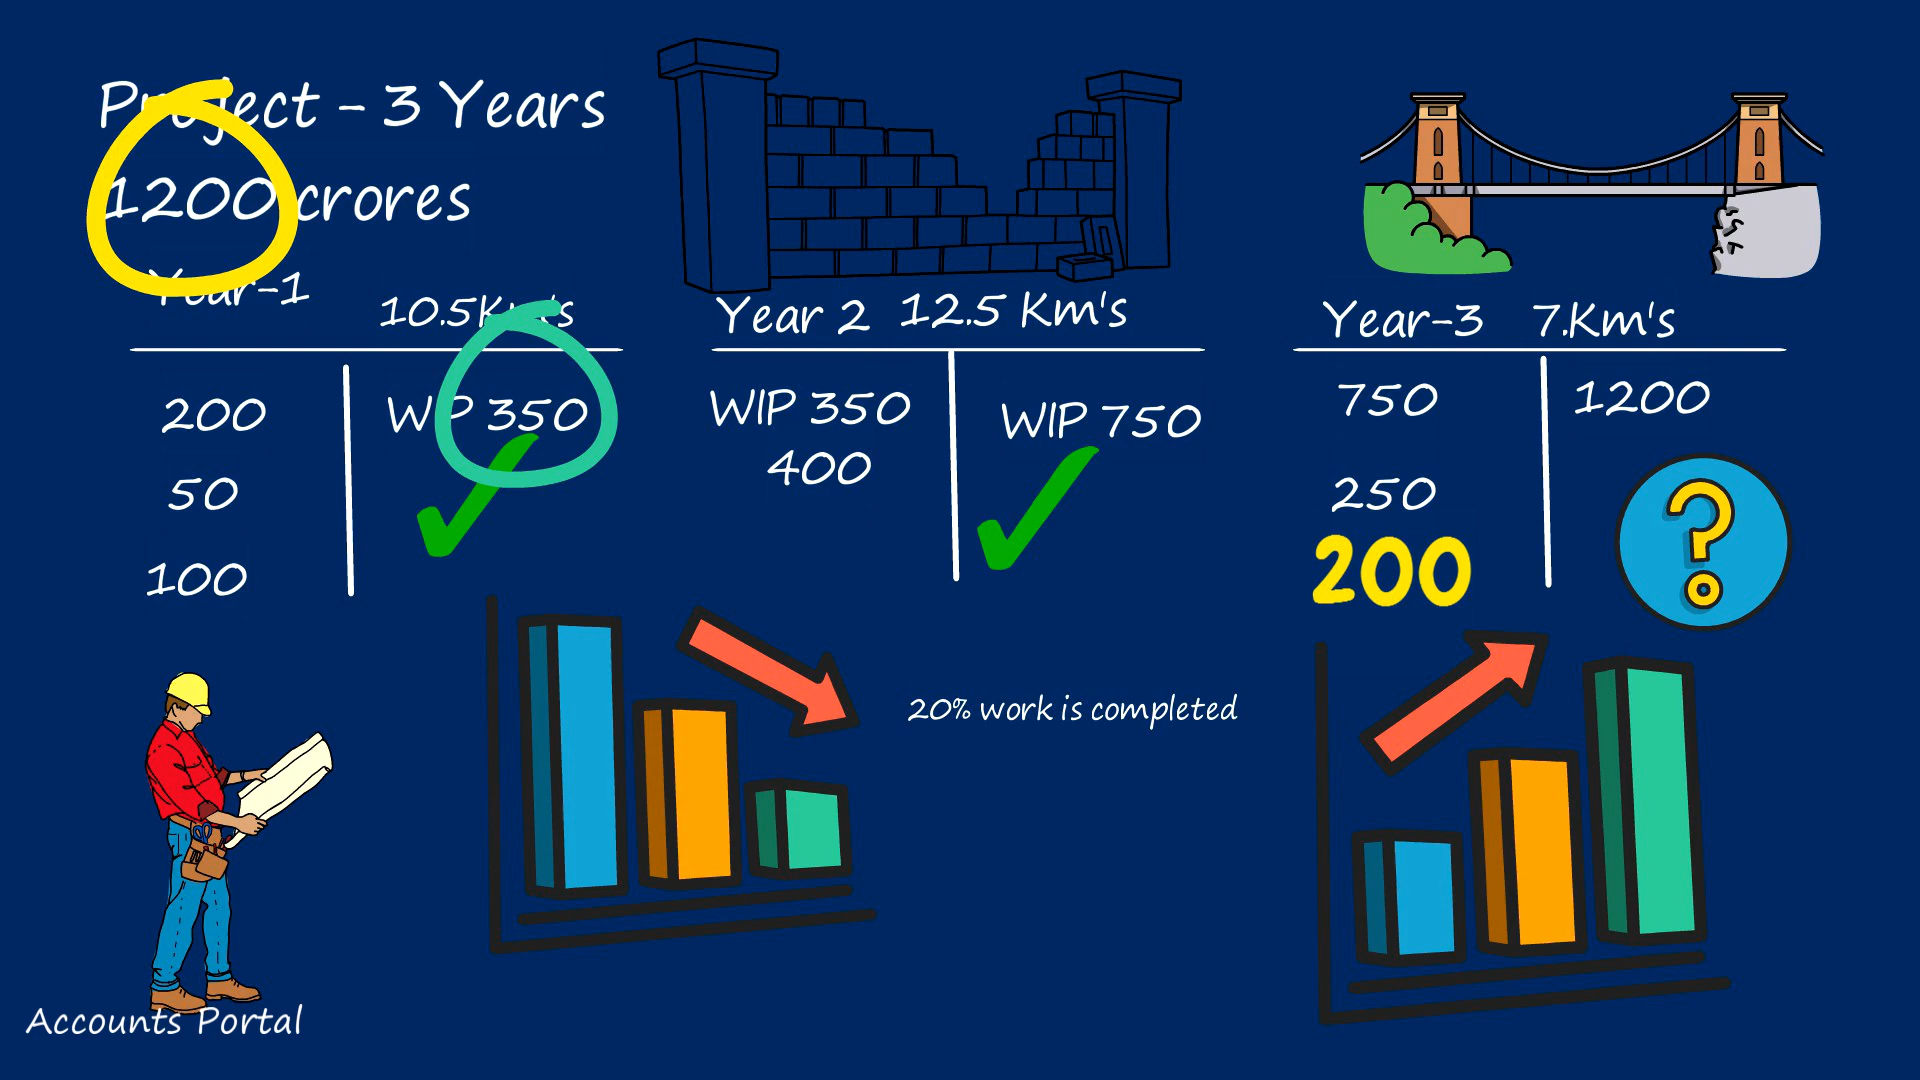 Project - 3 Years
1200 crores
Year-1 10.5Km's
200 WIP 350
50
100
Year 2 12.5 Km's
WIP 350 WIP 750
400
Year-3 7.Km's
750 1200
250
200
20% work is completed
Accounts Portal